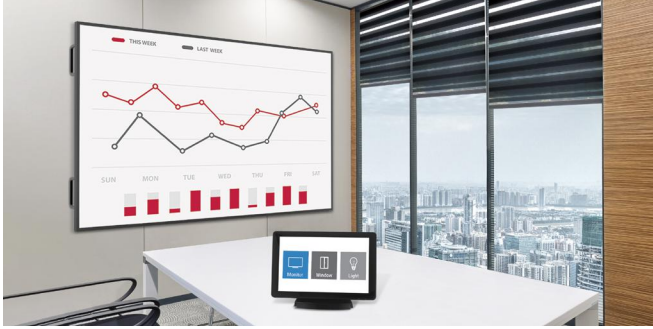 THIS WEEK
LAST WEEK
SUN MON TUE WED THU FRI SAT
Monitor Window Light